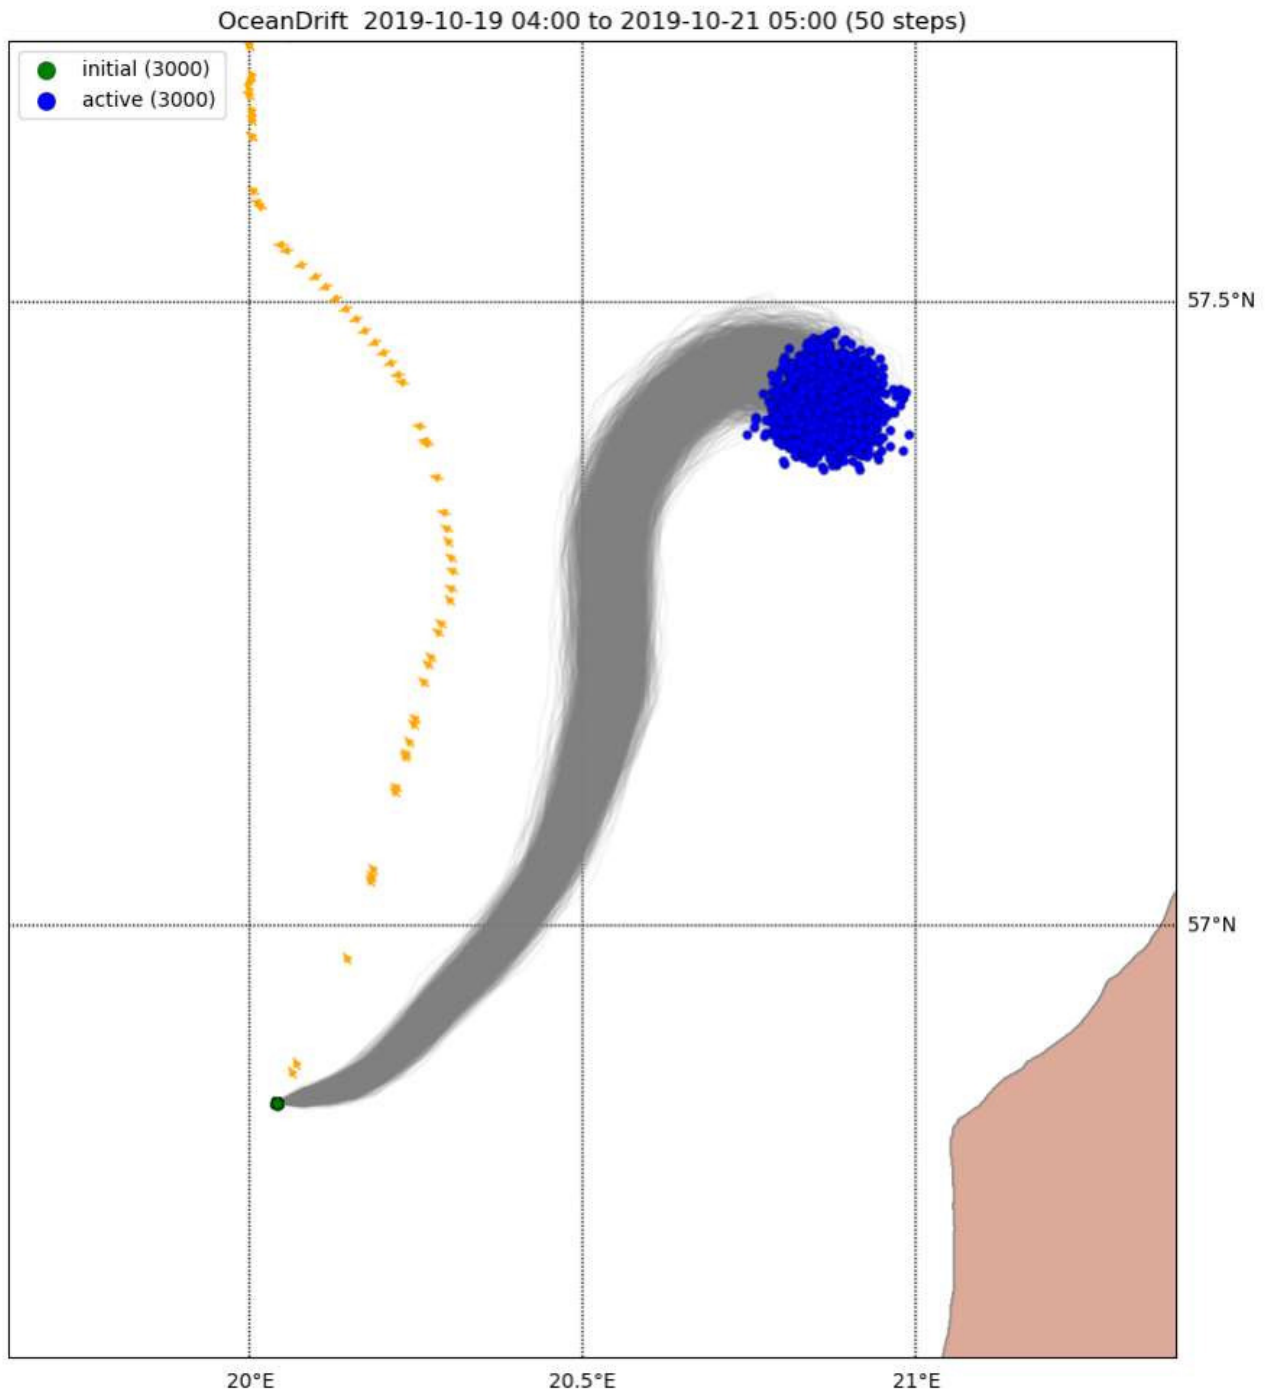 OceanDrift  2019-10-19 04:00 to 2019-10-21 05:00 (50 steps)
initial (3000)
active (3000)
57.5°N
57°N
20°E
20.5°E
21°E